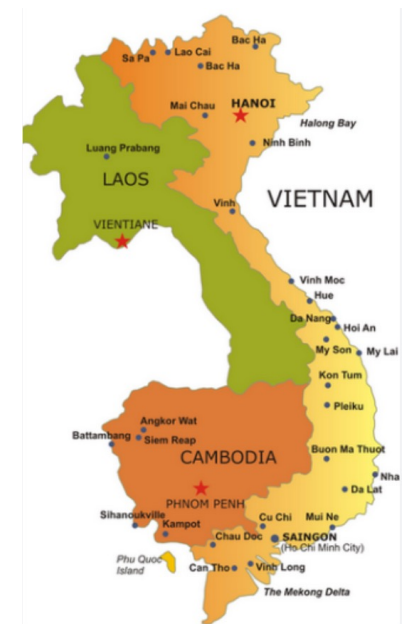 Bac Ha
Sa Pa
Lao Cai
Bac Ha
Mai Chau
HANOI
Halong Bay
Ninh Binh
Luang Prabang
LAOS
VIETNAM
Vinh
VIENTIANE
Vinh Moc
Hue
Da Nang
Hoi An
My Son
My Lai
Kon Tum
Pleiku
Angkor Wat
Battambang
Siem Reap
Buon Ma Thuot
CAMBODIA
Nha
Da Lat
PHNOM PENH
Sihanoukville
Kampot
Cu Chi
Mui Ne
Chau Doc
SAINGON
(Ho Chi Minh City)
Phu Quoc
Island
Can Tho
Vinh Long
The Mekong Delta